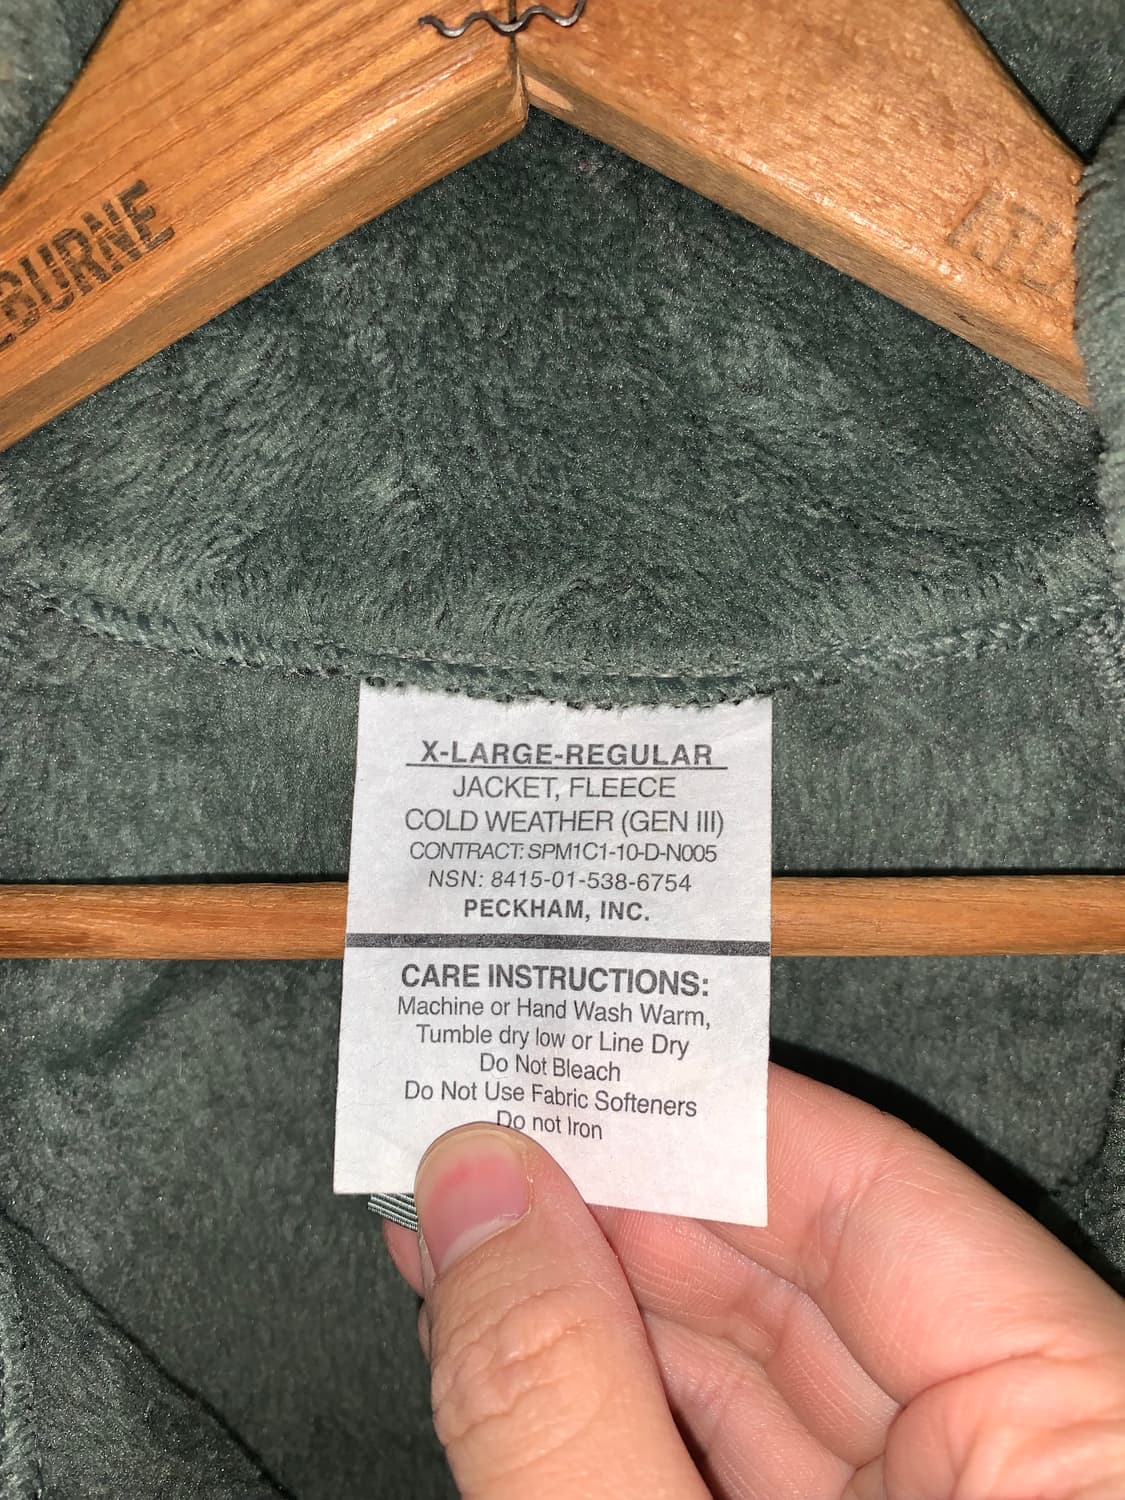 X-LARGE-REGULAR
JACKET, FLEECE
COLD WEATHER (GEN III)
CONTRACT: SPM1C1-10-D-N005
NSN: 8415-01-538-6754
PECKHAM, INC.
CARE INSTRUCTIONS:
Machine or Hand Wash Warm,
Tumble dry low or Line Dry
Do Not Bleach
Do Not Use Fabric Softeners
Do not Iron